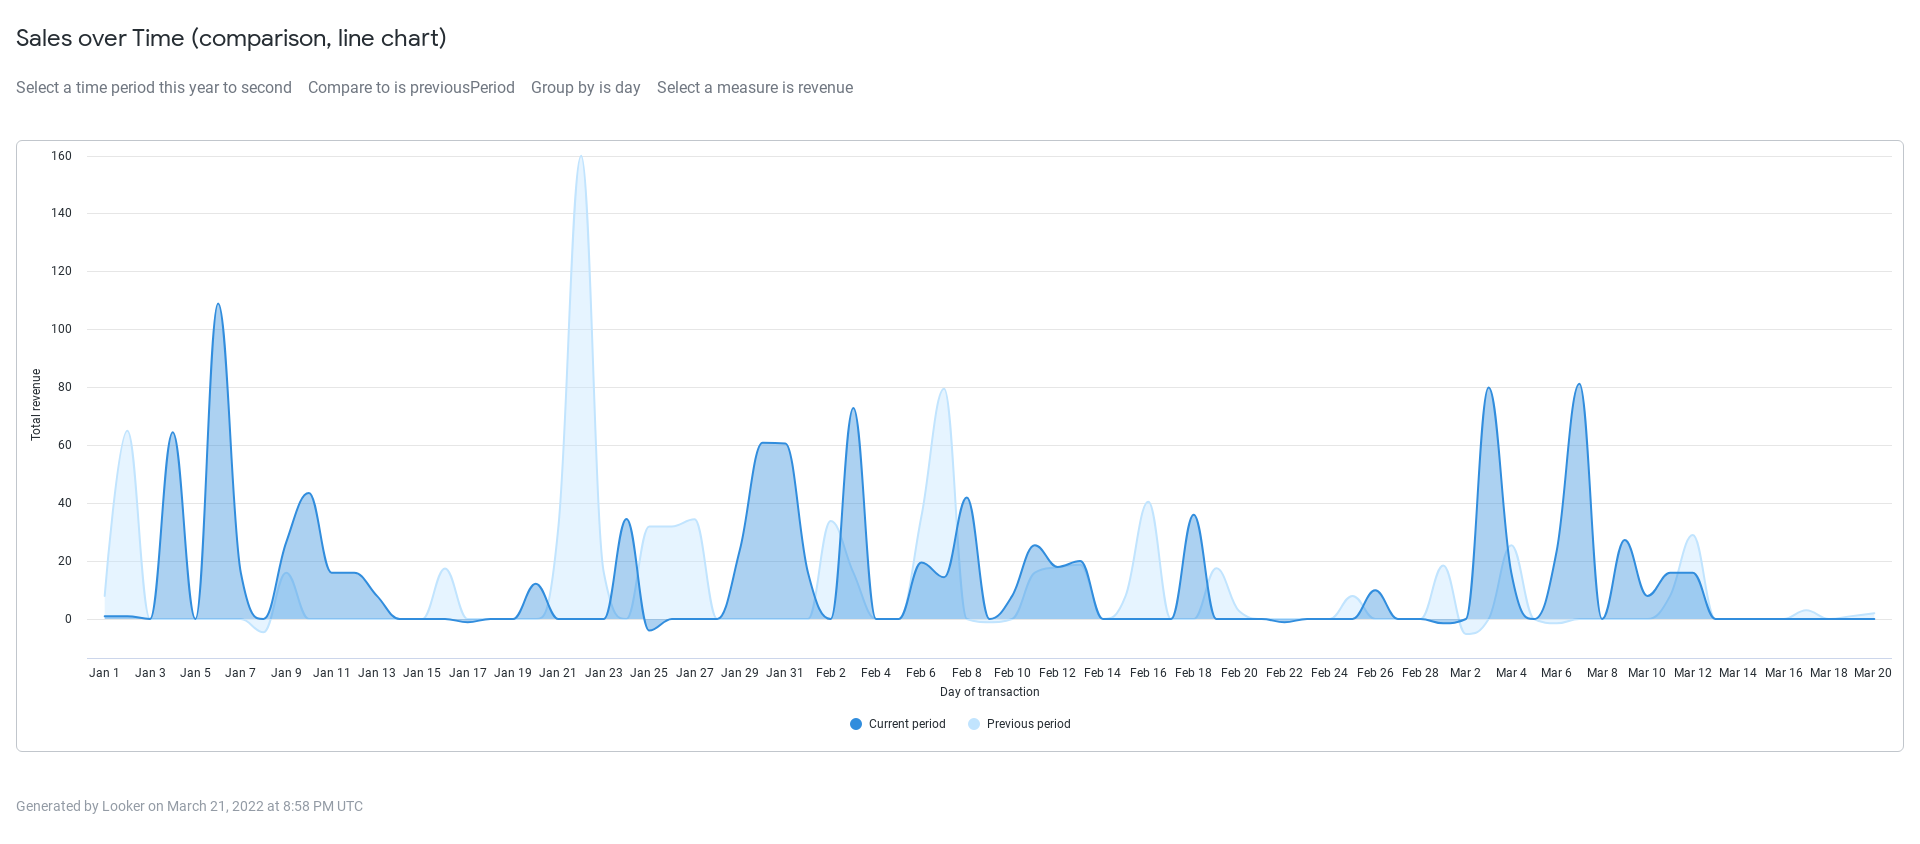 Sales over Time (comparison, line chart)
Select a time period this year to second Compare to is previousPeriod Group by is day Select a measure is revenue
160
140
120
100
80
60
40
20
0
Total revenue
Jan 1 Jan 3 Jan 5 Jan 7 Jan 9 Jan 11 Jan 13 Jan 15 Jan 17 Jan 19 Jan 21 Jan 23 Jan 25 Jan 27 Jan 29 Jan 31 Feb 2 Feb 4 Feb 6 Feb 8 Feb 10 Feb 12 Feb 14 Feb 16 Feb 18 Feb 20 Feb 22 Feb 24 Feb 26 Feb 28 Mar 2 Mar 4 Mar 6 Mar 8 Mar 10 Mar 12 Mar 14 Mar 16 Mar 18 Mar 20
Day of transaction
Current period Previous period
Generated by Looker on March 21, 2022 at 8:58 PM UTC